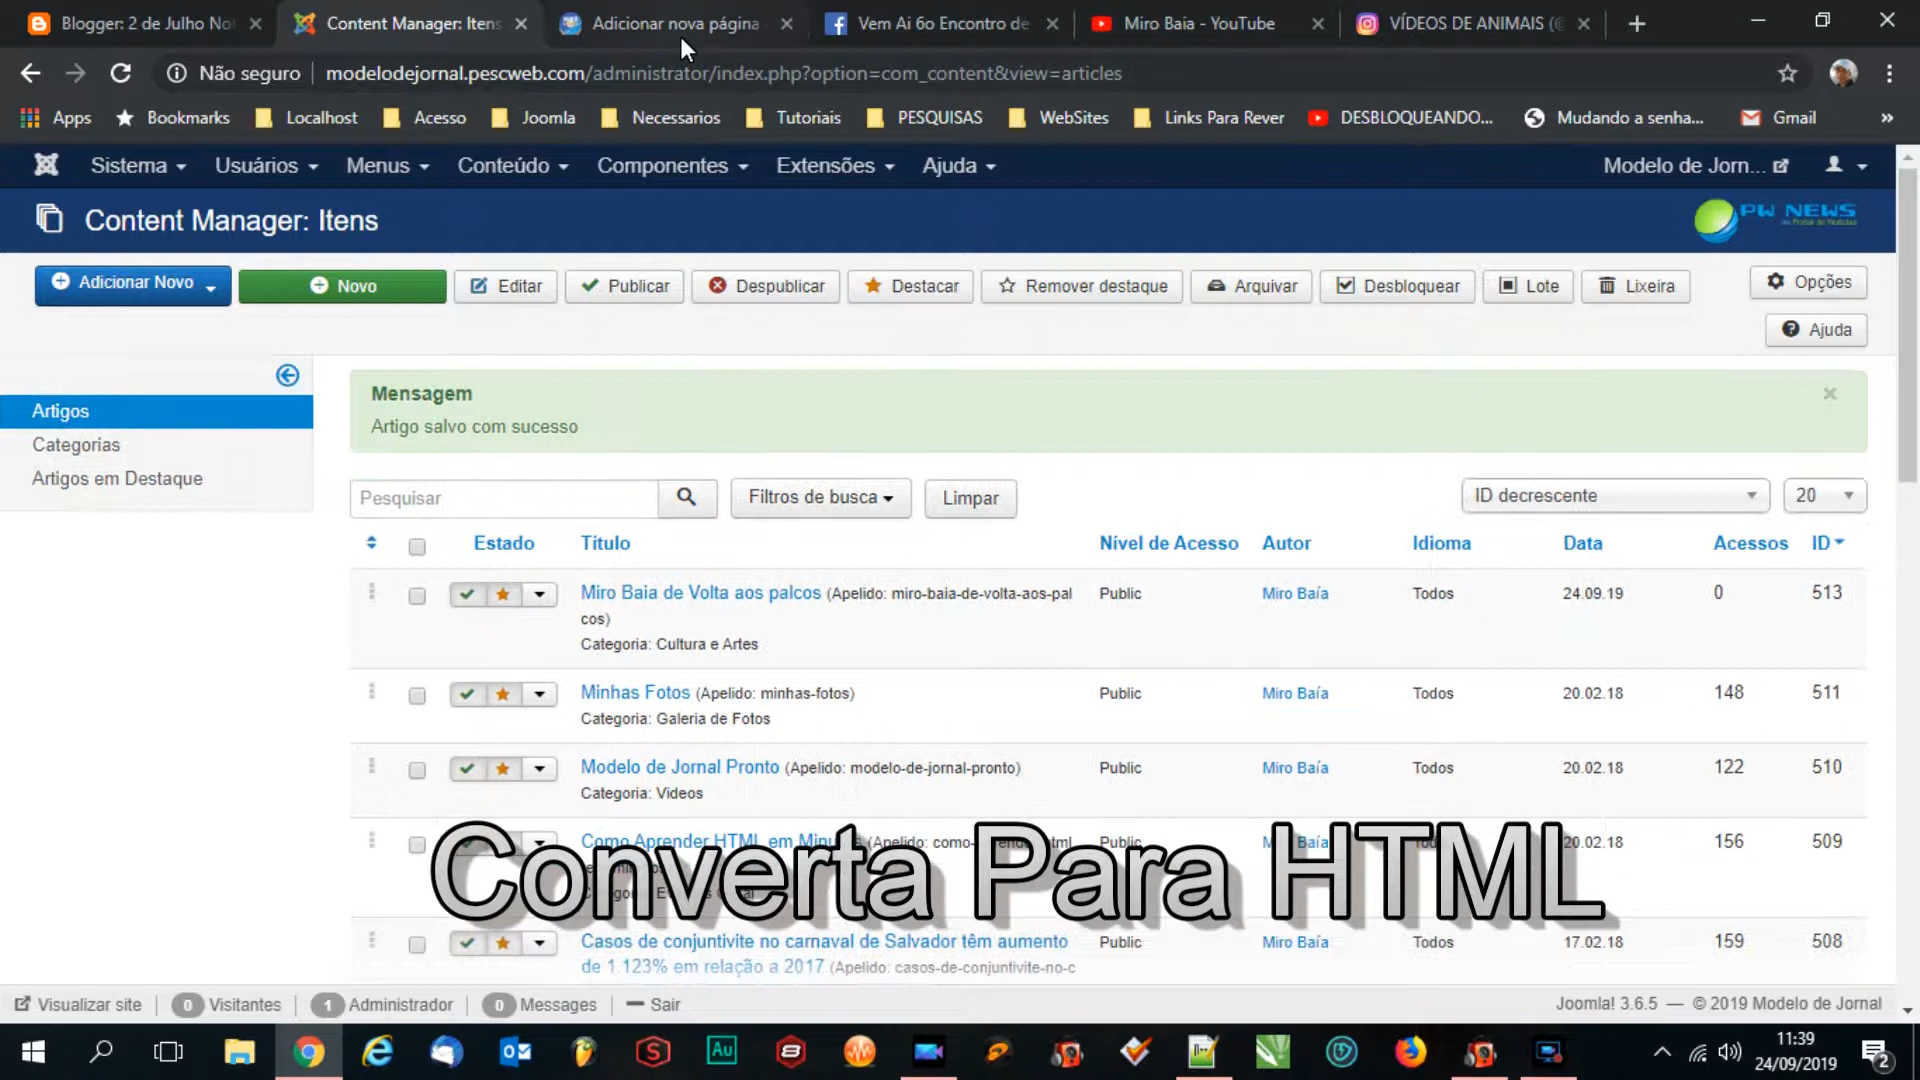 Blogger: 2 de Julho Not
Content Manager: Itens
Adicionar nova página
Vem Ai 6o Encontro de
Miro Baia - YouTube
VÍDEOS DE ANIMAIS (@
Não seguro
modelodejornal.pescweb.com/administrator/index.php?option=com_content&view=articles
Apps
Bookmarks
Localhost
Acesso
Joomla
Necessarios
Tutoriais
PESQUISAS
WebSites
Links Para Rever
DESBLOQUEANDO...
Mudando a senha...
Gmail
»
Sistema
Usuários
Menus
Conteúdo
Componentes
Extensões
Ajuda
Modelo de Jorn...
Content Manager: Itens
PW NEWS
Adicionar Novo
Novo
Editar
Publicar
Despublicar
Destacar
Remover destaque
Arquivar
Desbloquear
Lote
Lixeira
Opções
Ajuda
Artigos
Categorias
Artigos em Destaque
Mensagem
Artigo salvo com sucesso
Pesquisar
Filtros de busca
Limpar
ID decrescente
20
Estado
Título
Nível de Acesso
Autor
Idioma
Data
Acessos
ID
Miro Baia de Volta aos palcos (Apelido: miro-baia-de-volta-aos-pal
cos)
Categoria: Cultura e Artes
Public
Miro Baía
Todos
24.09.19
0
513
Minhas Fotos (Apelido: minhas-fotos)
Categoria: Galeria de Fotos
Public
Miro Baía
Todos
20.02.18
148
511
Modelo de Jornal Pronto (Apelido: modelo-de-jornal-pronto)
Categoria: Videos
Public
Miro Baía
Todos
20.02.18
122
510
Como Aprender HTML em
Public
20.02.18
156
509
Converta Para HTML
Casos de conjuntivite no carnaval de Salvador têm aumento
de 1.123% em relação a 2017 (Apelido: casos-de-conjuntivite-no-c
Public
Miro Baía
Todos
17.02.18
159
508
Visualizar site
0 Visitantes
1 Administrador
0 Messages
Sair
Joomla! 3.6.5 — © 2019 Modelo de Jornal
Au
11:39
24/09/2019
2